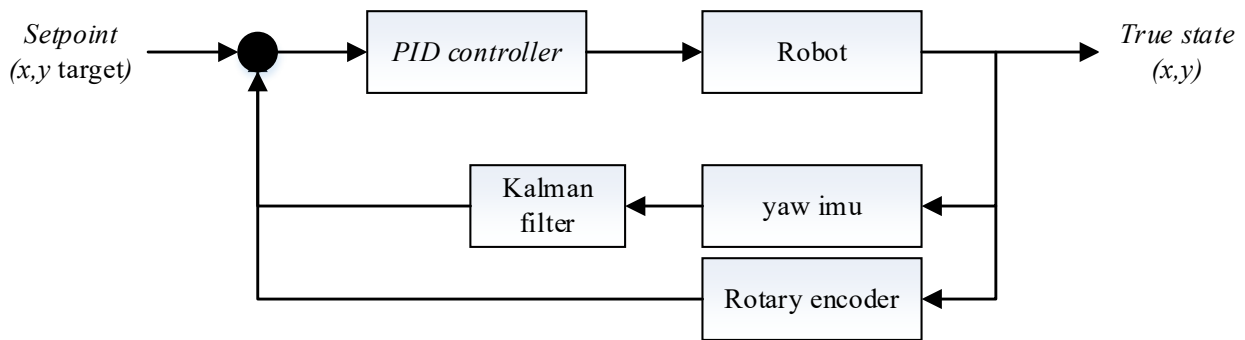 Setpoint
(x,y target)
PID controller
Robot
True state
(x,y)
Kalman
filter
yaw imu
Rotary encoder